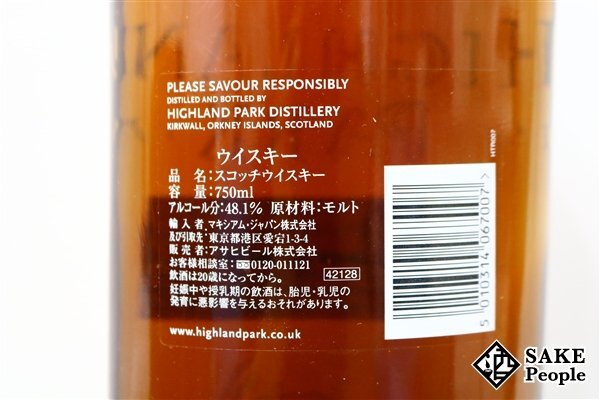 PLEASE SAVOUR RESPONSIBLY
DISTILLED AND BOTTLED BY
HIGHLAND PARK DISTILLERY
KIRKWALL, ORKNEY ISLANDS, SCOTLAND
ウイスキー
品 名:スコッチウイスキー
容 量:750ml
アルコール分:48.1% 原材料:モルト
輸 入 者:マキシアム・ジャパン株式会社
及び引取先:東京都港区愛宕1-3-4
販 売 者:アサヒビール株式会社
お客様相談室:0120-011121
飲酒は20歳になってから。 42128
妊娠中や授乳期の飲酒は、胎児・乳児の
発育に悪影響を与えるおそれがあります。
www.highlandpark.co.uk
HTR007
5 010314 067007 >
SAKE
People